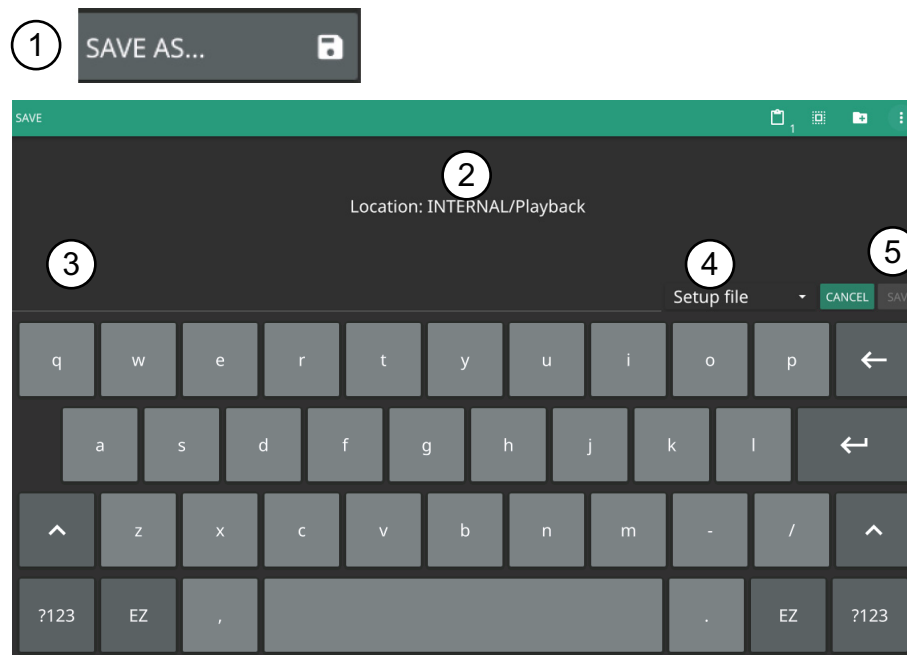 1 SAVE AS...
SAVE 1
2
Location: INTERNAL/Playback
3 4 5
Setup file CANCEL SAV
q w e r t y u i o p
a s d f g h j k l
z x c v b n m - /
?123 EZ , . EZ ?123